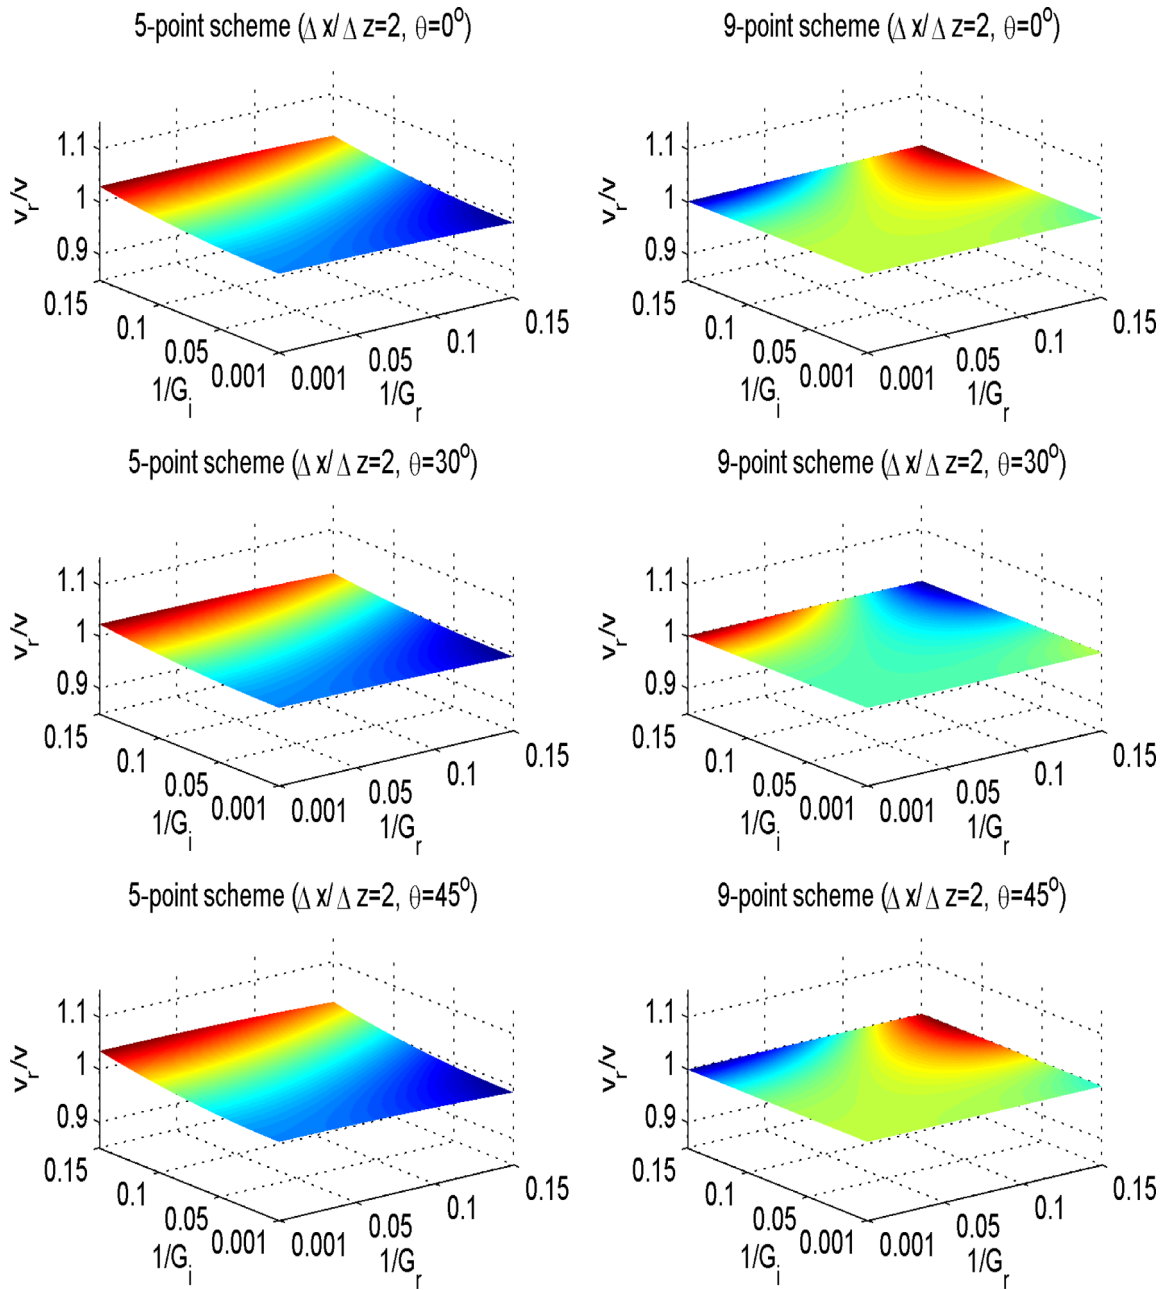 5-point scheme (Δ x/Δ z=2, θ=0°)
v_r/v
1.1
1
0.9
0.15
0.1
0.05
0.001
1/G_i
0.001
0.05
0.1
0.15
1/G_r
9-point scheme (Δ x/Δ z=2, θ=0°)
v_r/v
1.1
1
0.9
0.15
0.1
0.05
0.001
1/G_i
0.001
0.05
0.1
0.15
1/G_r
5-point scheme (Δ x/Δ z=2, θ=30°)
v_r/v
1.1
1
0.9
0.15
0.1
0.05
0.001
1/G_i
0.001
0.05
0.1
0.15
1/G_r
9-point scheme (Δ x/Δ z=2, θ=30°)
v_r/v
1.1
1
0.9
0.15
0.1
0.05
0.001
1/G_i
0.001
0.05
0.1
0.15
1/G_r
5-point scheme (Δ x/Δ z=2, θ=45°)
v_r/v
1.1
1
0.9
0.15
0.1
0.05
0.001
1/G_i
0.001
0.05
0.1
0.15
1/G_r
9-point scheme (Δ x/Δ z=2, θ=45°)
v_r/v
1.1
1
0.9
0.15
0.1
0.05
0.001
1/G_i
0.001
0.05
0.1
0.15
1/G_r